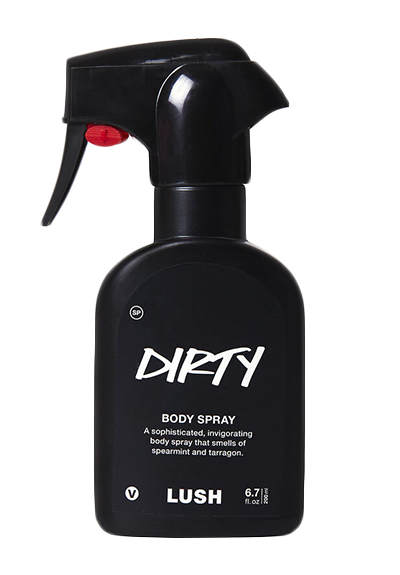 SP
DIRTY
BODY SPRAY
A sophisticated, invigorating
body spray that smells of
spearmint and tarragon.
V
LUSH
6.7
fl. oz
200ml